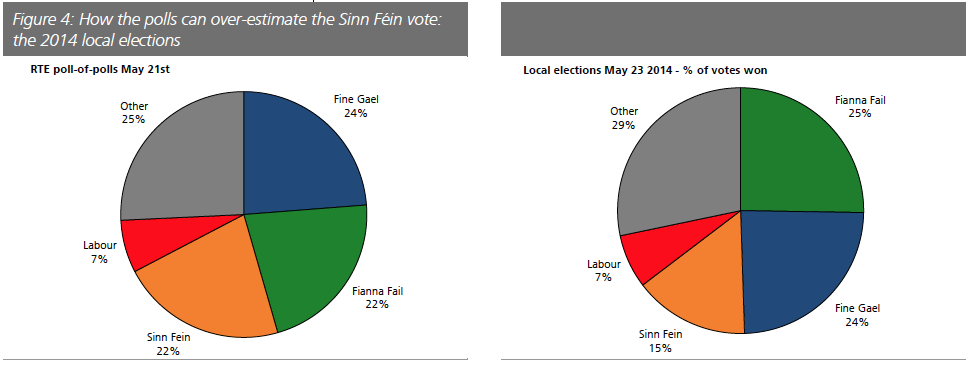 Figure 4: How the polls can over-estimate the Sinn Féin vote:
the 2014 local elections
RTE poll-of-polls May 21st
Fine Gael
24%
Fianna Fail
22%
Sinn Fein
22%
Labour
7%
Other
25%
Local elections May 23 2014 - % of votes won
Fianna Fail
25%
Fine Gael
24%
Sinn Fein
15%
Labour
7%
Other
29%